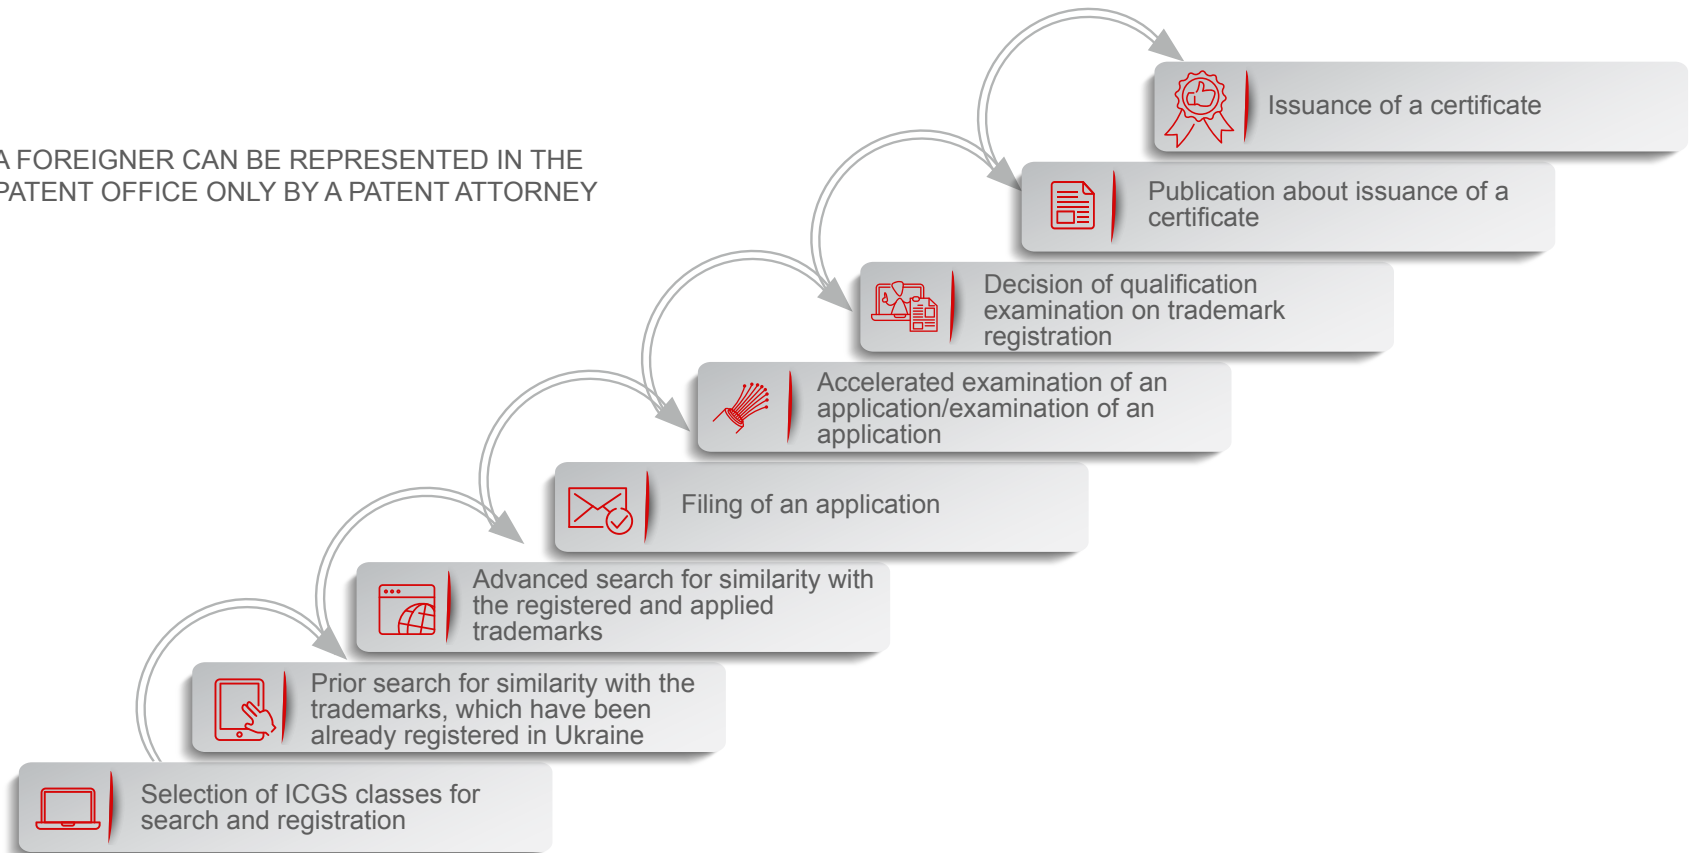 A FOREIGNER CAN BE REPRESENTED IN THE
PATENT OFFICE ONLY BY A PATENT ATTORNEY
Issuance of a certificate
Publication about issuance of a
certificate
Decision of qualification
examination on trademark
registration
Accelerated examination of an
application/examination of an
application
Filing of an application
Advanced search for similarity with
the registered and applied
trademarks
Prior search for similarity with the
trademarks, which have been
already registered in Ukraine
Selection of ICGS classes for
search and registration